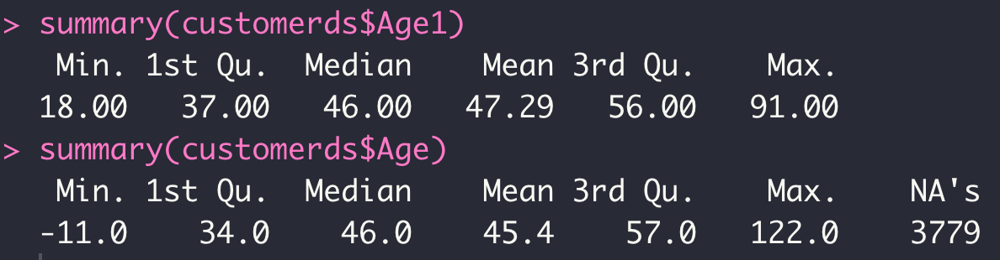 > summary(customerds$Age1)
Min. 1st Qu. Median Mean 3rd Qu. Max.
18.00 37.00 46.00 47.29 56.00 91.00
> summary(customerds$Age)
Min. 1st Qu. Median Mean 3rd Qu. Max. NA's
-11.0 34.0 46.0 45.4 57.0 122.0 3779